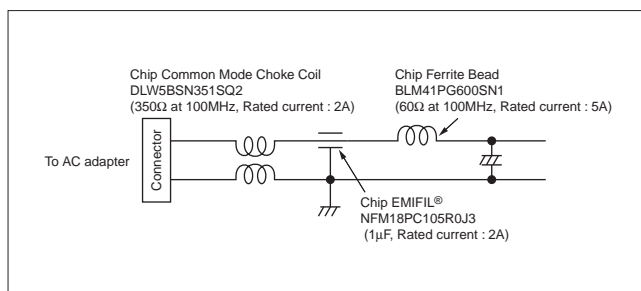 Chip Common Mode Choke Coil
DLW5BSN351SQ2
(350Ω at 100MHz, Rated current : 2A)
Chip Ferrite Bead
BLM41PG600SN1
(60Ω at 100MHz, Rated current : 5A)
To AC adapter
Connector
Chip EMIFIL®
NFM18PC105R0J3
(1μF, Rated current : 2A)